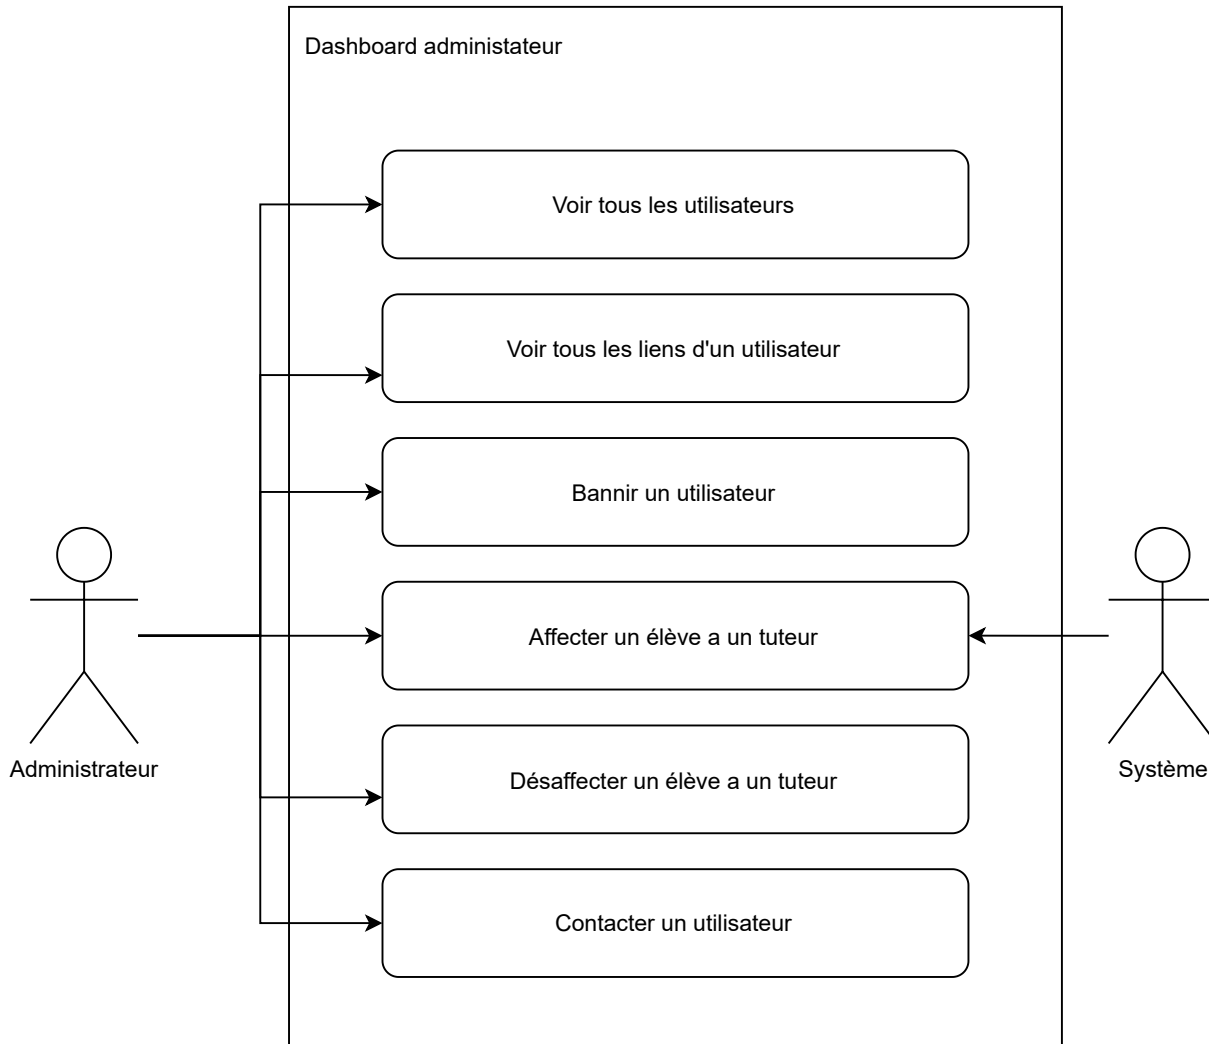 Dashboard administateur
Voir tous les utilisateurs
Voir tous les liens d'un utilisateur
Bannir un utilisateur
Affecter un élève a un tuteur
Désaffecter un élève a un tuteur
Contacter un utilisateur
Administrateur
Système